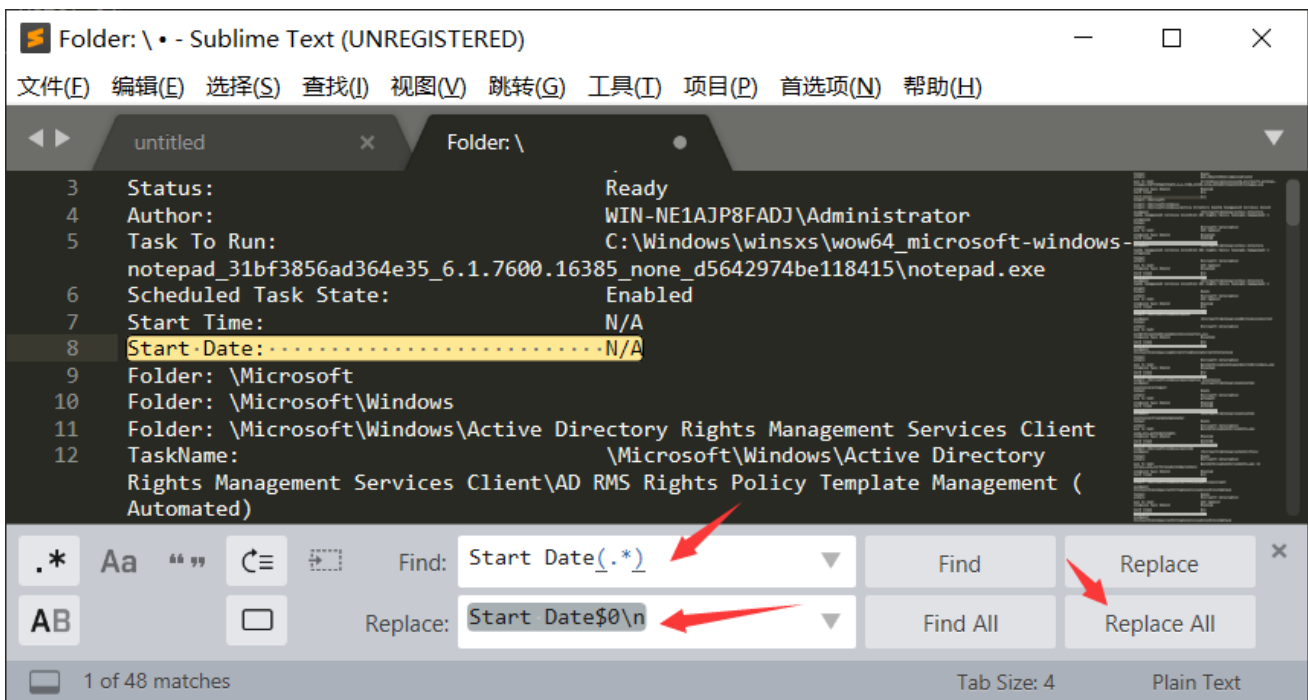 Folder: \ • - Sublime Text (UNREGISTERED)
文件(F) 编辑(E) 选择(S) 查找(I) 视图(V) 跳转(G) 工具(T) 项目(P) 首选项(N) 帮助(H)
untitled Folder: \
3 Status: Ready
4 Author: WIN-NE1AJP8FADJ\Administrator
5 Task To Run: C:\Windows\winsxs\wow64_microsoft-windows-
notepad_31bf3856ad364e35_6.1.7600.16385_none_d5642974be118415\notepad.exe
6 Scheduled Task State: Enabled
7 Start Time: N/A
8 Start·Date:····························N/A
9 Folder: \Microsoft
10 Folder: \Microsoft\Windows
11 Folder: \Microsoft\Windows\Active Directory Rights Management Services Client
12 TaskName: \Microsoft\Windows\Active Directory
Rights Management Services Client\AD RMS Rights Policy Template Management (
Automated)
.* Aa “” Find: Start Date(.*) Find Replace
AB Replace: Start Date$0\n Find All Replace All
1 of 48 matches Tab Size: 4 Plain Text